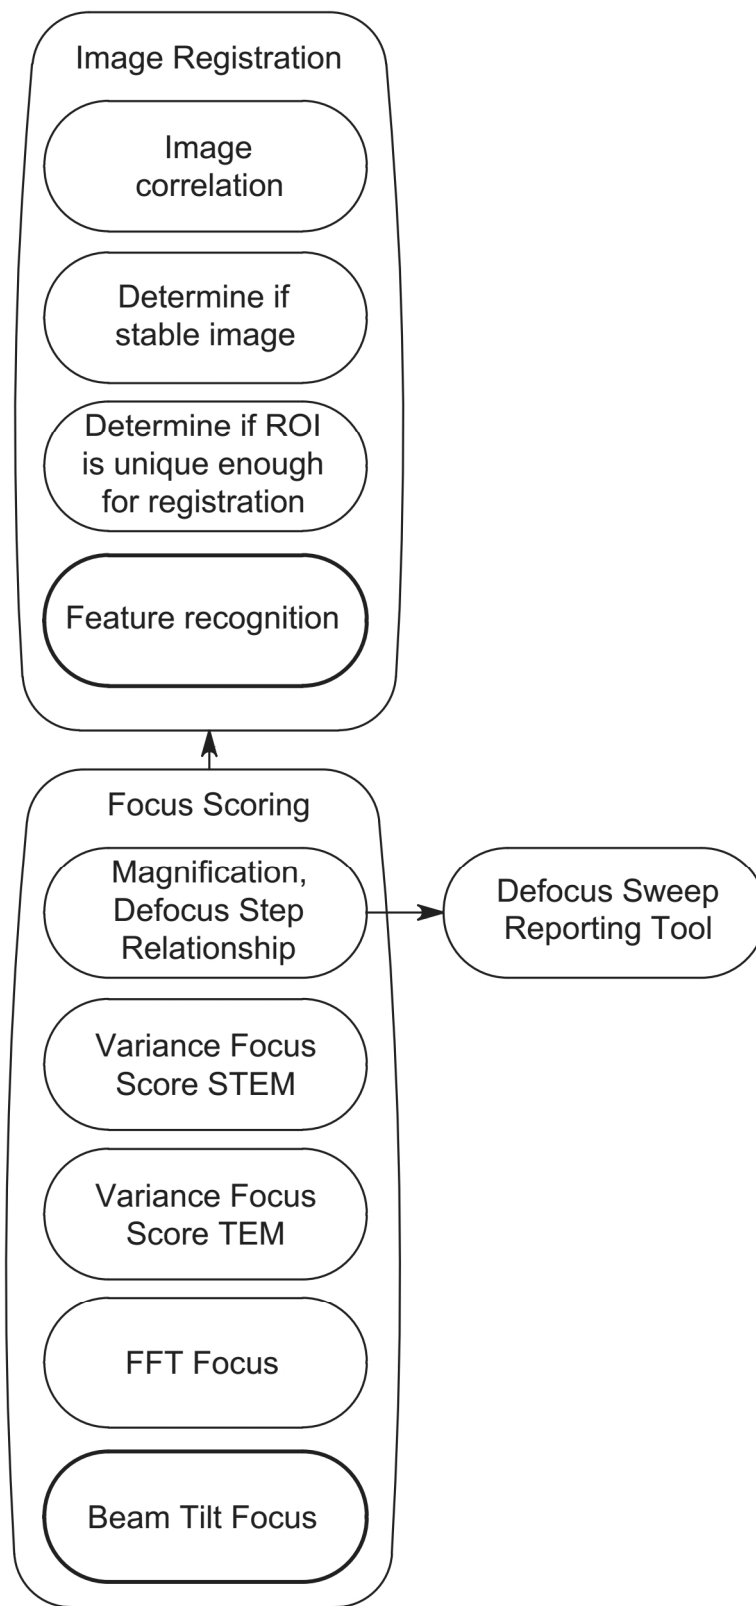 Image Registration
Image
correlation
Determine if
stable image
Determine if ROI
is unique enough
for registration
Feature recognition
Focus Scoring
Magnification,
Defocus Step
Relationship
Defocus Sweep
Reporting Tool
Variance Focus
Score STEM
Variance Focus
Score TEM
FFT Focus
Beam Tilt Focus